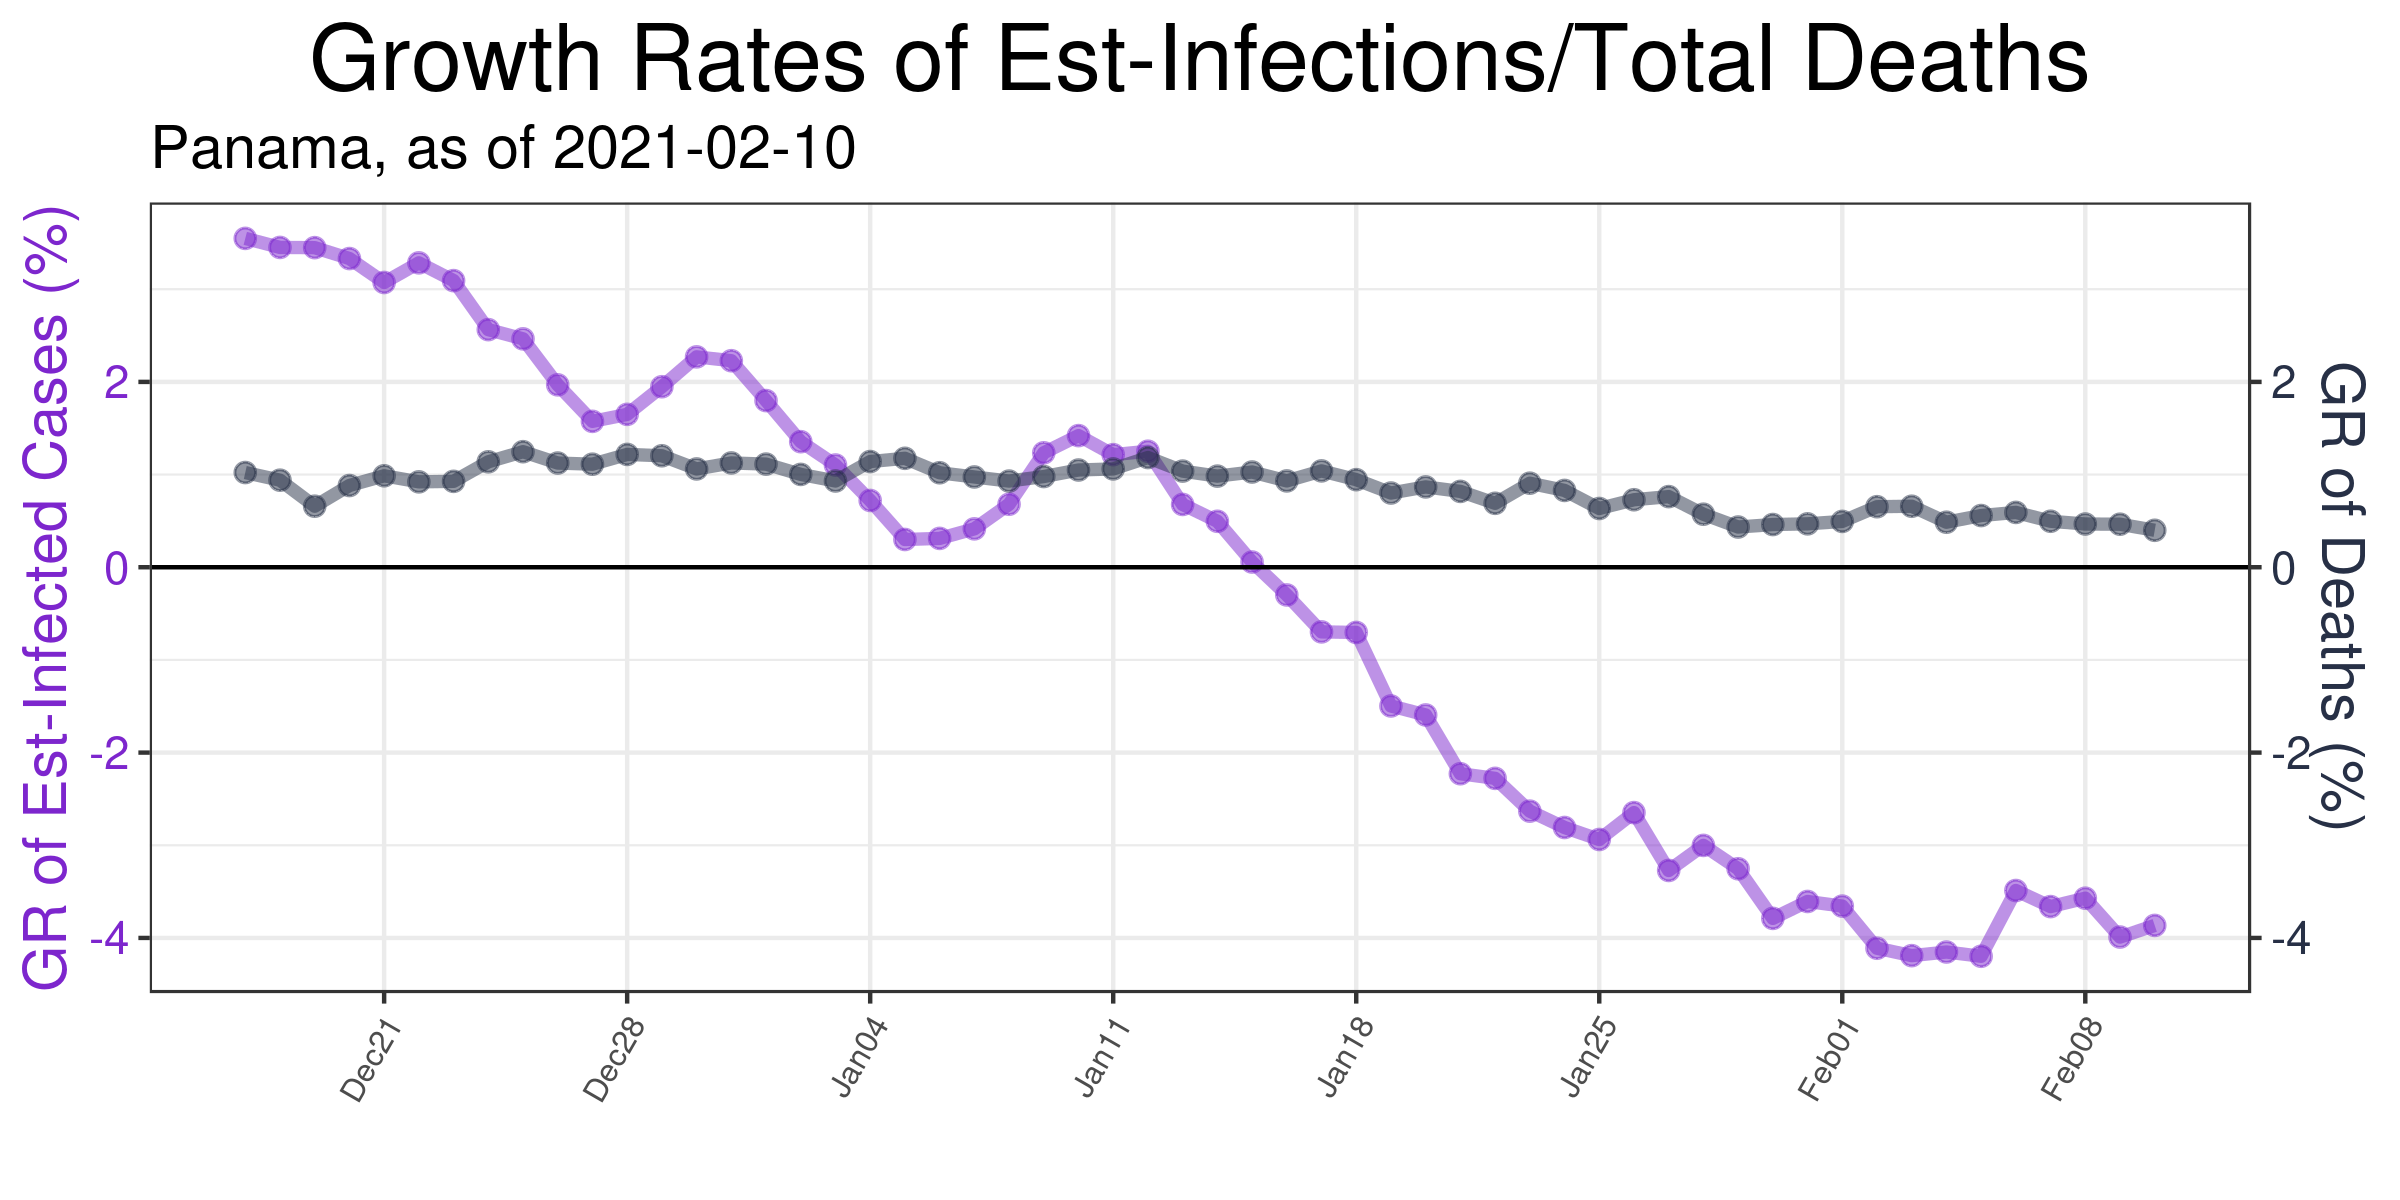 Growth Rates of Est-Infections/Total Deaths
Panama, as of 2021-02-10
GR of Est-Infected Cases (%)
2
0
-2
-4
2
0
-2
-4
GR of Deaths (%)
Dec21
Dec28
Jan04
Jan11
Jan18
Jan25
Feb01
Feb08